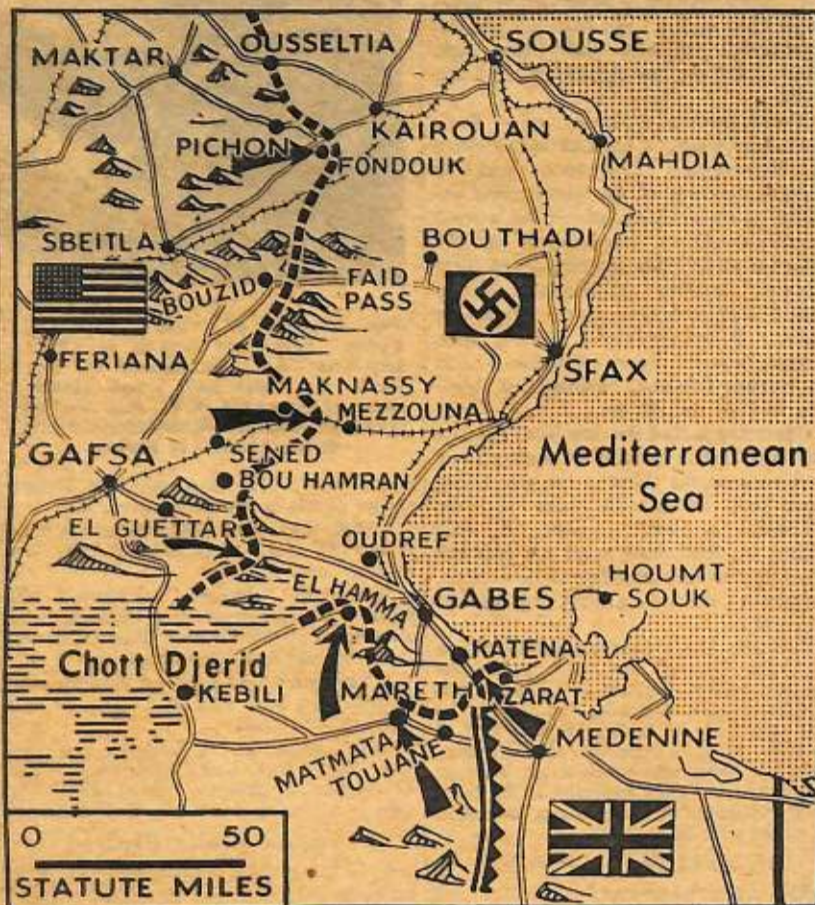 OUSSELTIA
SOUSSE
MAKTAR
KAIROUAN
PICHON
FONDOUK
MAHDIA
SBEITLA
BOU THADI
BOUZID
FAID
PASS
FERIANA
SFAX
MAKNASSY
MEZZOUNA
GAFSA
SENED
Mediterranean
Sea
BOU HAMRAN
EL GUETTAR
OUDREF
HOUMT
SOUK
EL HAMMA
GABES
Chott Djerid
KATENA
KEBILI
MARETH
ZARAT
MEDENINE
MATMATA
TOUJANE
0 50
STATUTE MILES